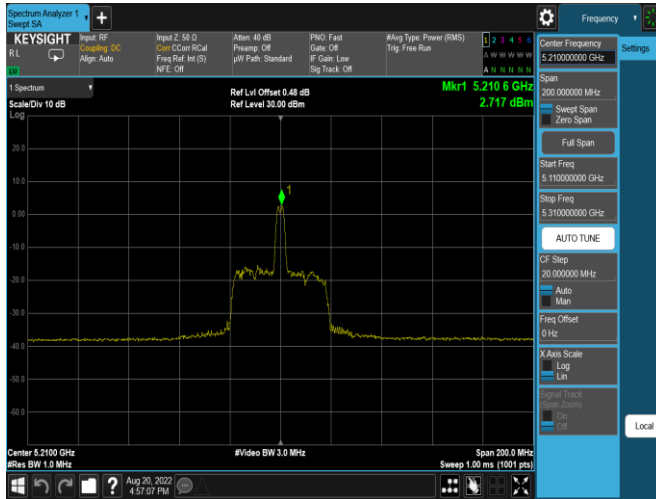 Spectrum Analyzer 1
Swept SA
+
Frequency
KEYSIGHT
RL
LU
Input: RF
Coupling: DC
Align: Auto
Input Z: 50 Ω
Corr CCorr RCal
Freq Ref: Int (S)
NFE: Off
Atten: 40 dB
Preamp: Off
µW Path: Standard
PNO: Fast
Gate: Off
IF Gain: Low
Sig Track: Off
#Avg Type: Power (RMS)
Trig: Free Run
1 2 3 4 5 6
A W W W W W
A N N N N N
1 Spectrum
Scale/Div 10 dB
Log
Ref Lvl Offset 0.48 dB
Ref Level 30.00 dBm
Mkr1 5.210 6 GHz
2.717 dBm
20.0
10.0
0.00
-10.0
-20.0
-30.0
-40.0
-50.0
-60.0
1
Center 5.2100 GHz
#Res BW 1.0 MHz
#Video BW 3.0 MHz
Span 200.0 MHz
Sweep 1.00 ms (1001 pts)
Aug 20, 2022
4:57:07 PM
?
Center Frequency
5.210000000 GHz
Settings
Span
200.000000 MHz
Swept Span
Zero Span
Full Span
Start Freq
5.110000000 GHz
Stop Freq
5.310000000 GHz
AUTO TUNE
CF Step
20.000000 MHz
Auto
Man
Freq Offset
0 Hz
X Axis Scale
Log
Lin
Signal Track
(Span Zoom)
On
Off
Local